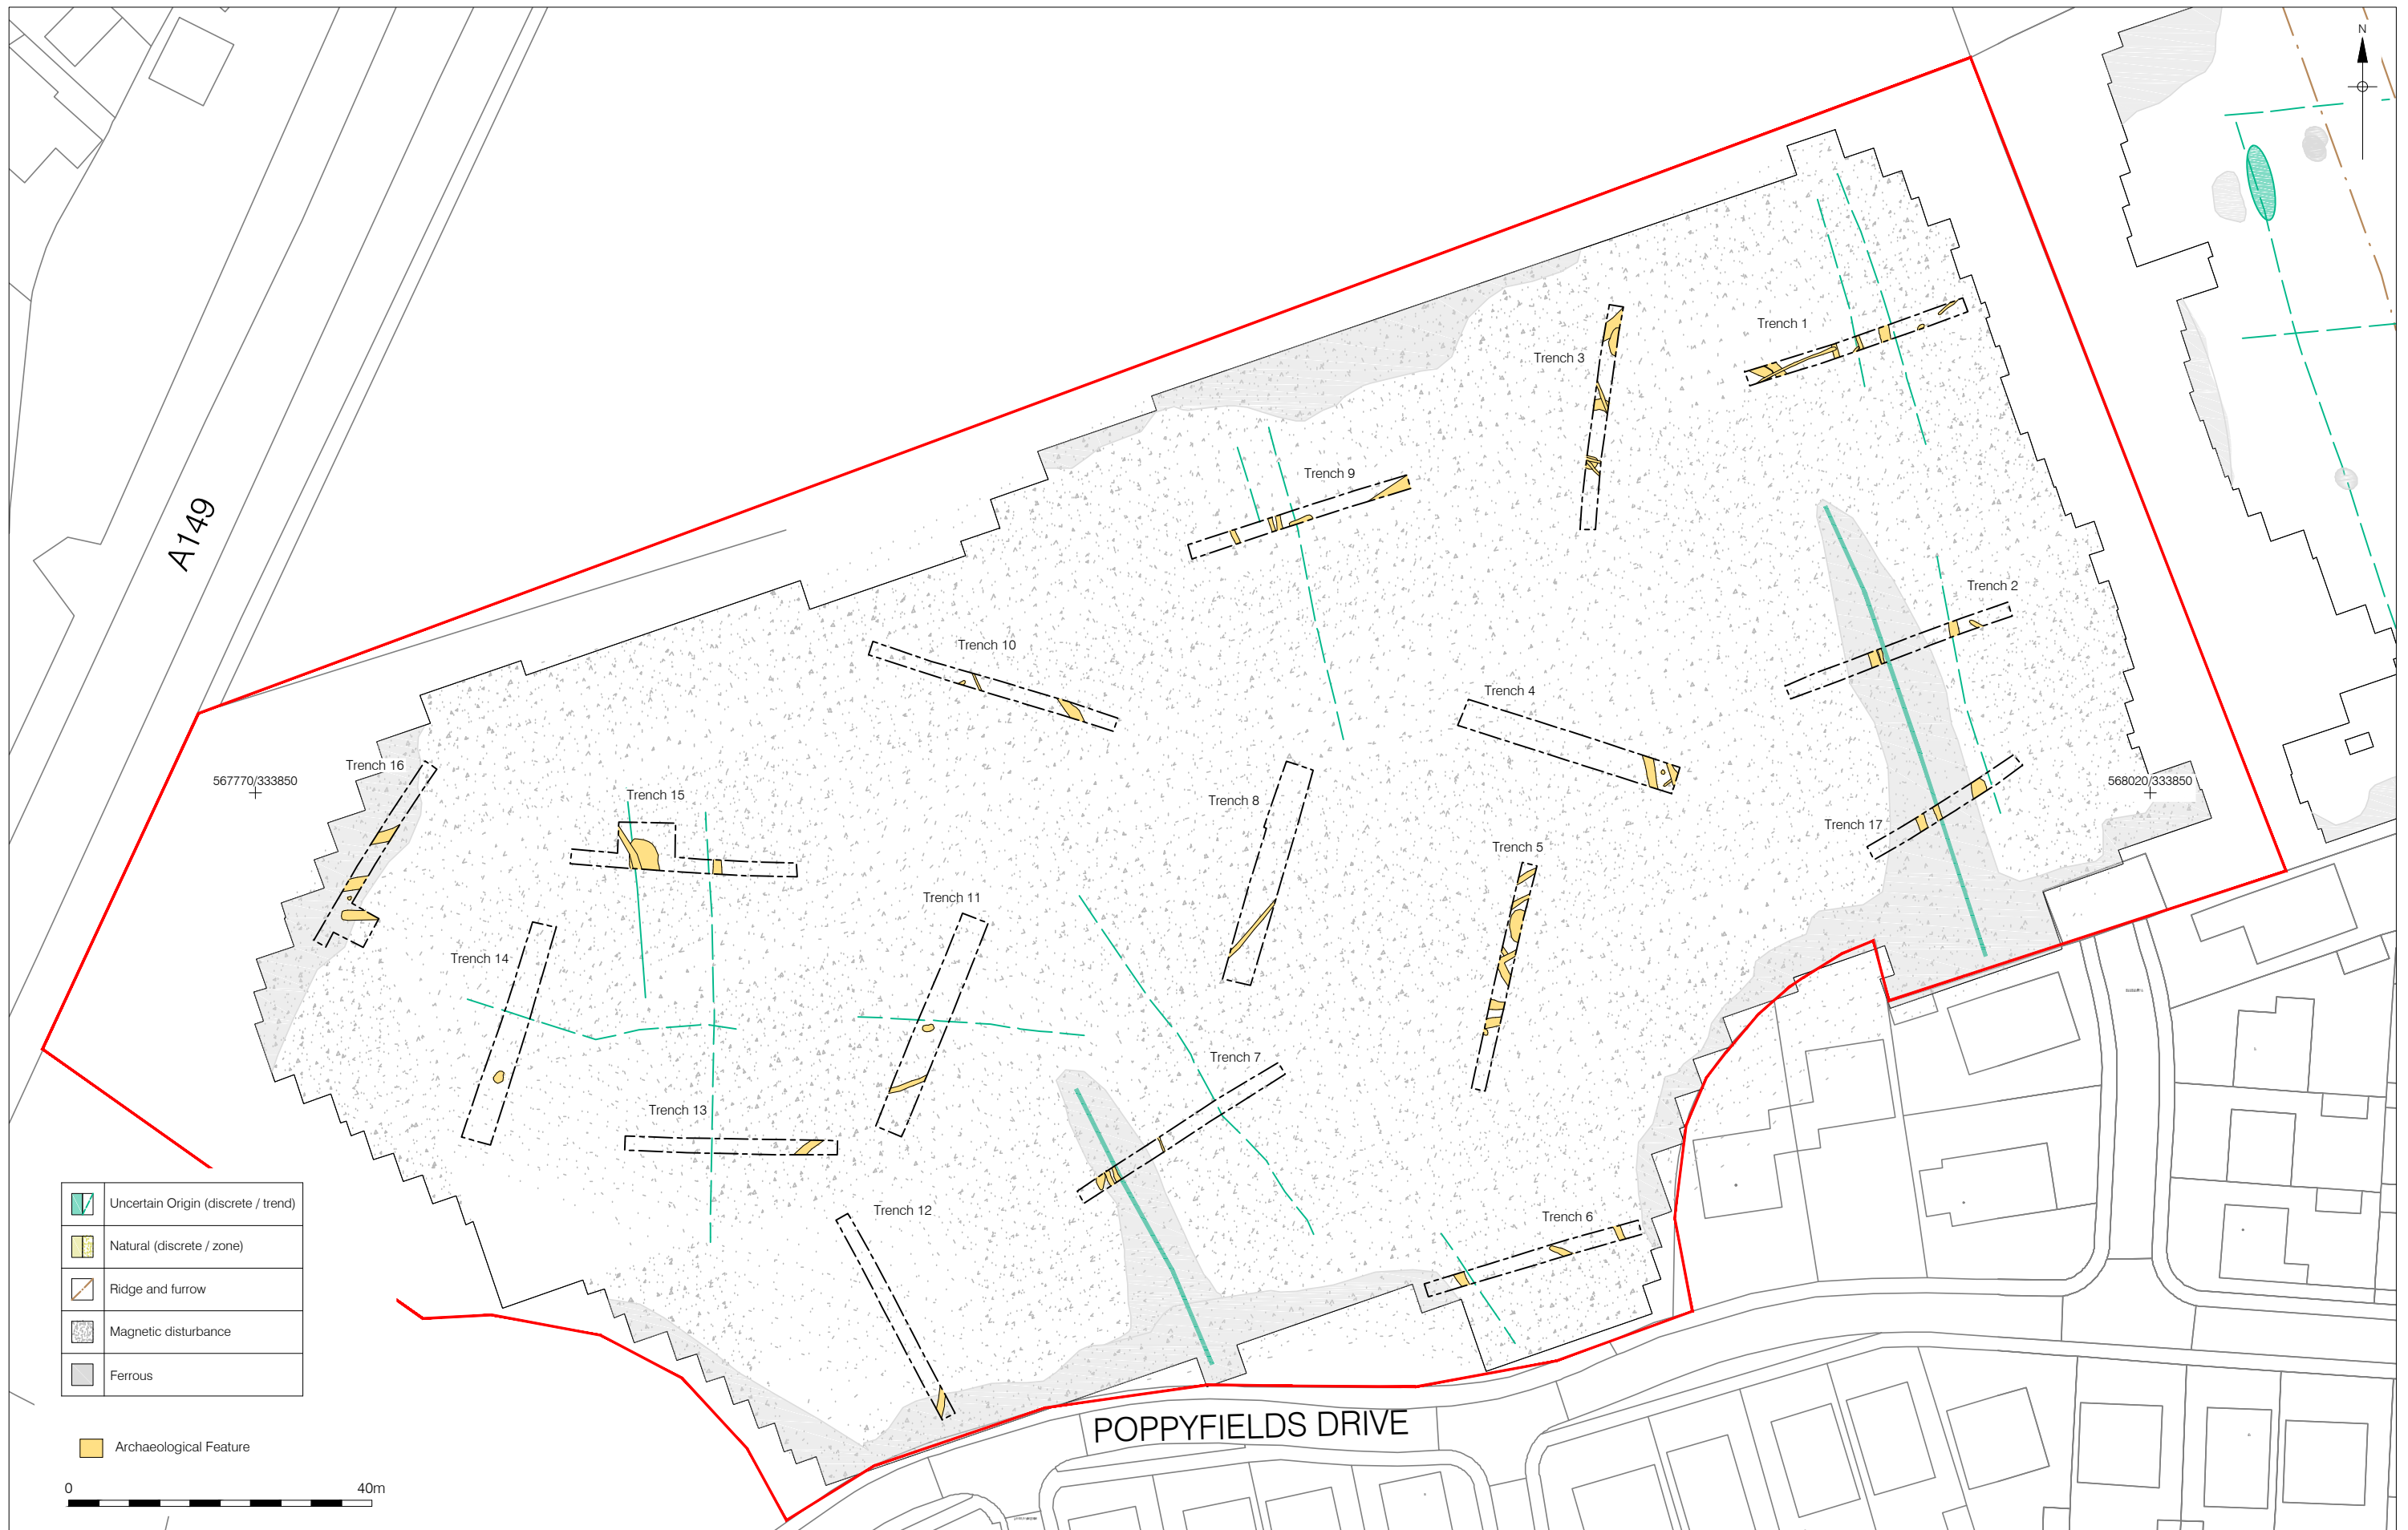 N
A149
Trench 1
Trench 3
Trench 9
Trench 2
Trench 10
Trench 4
Trench 16
567770/333850
568020/333850
Trench 15
Trench 8
Trench 17
Trench 5
Trench 11
Trench 14
Trench 7
Trench 13
Trench 12
Trench 6
Uncertain Origin (discrete / trend)
Natural (discrete / zone)
Ridge and furrow
Magnetic disturbance
Ferrous
Archaeological Feature
POPPYFIELDS DRIVE
0 40m